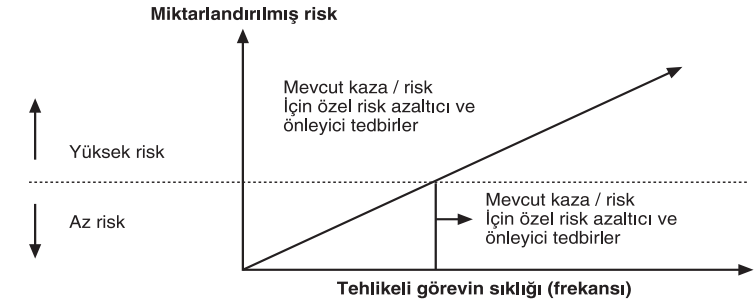 Miktarlandırılmış risk
Mevcut kaza / risk
İçin özel risk azaltıcı ve
önleyici tedbirler
Yüksek risk
Az risk
Mevcut kaza / risk
İçin özel risk azaltıcı ve
önleyici tedbirler
Tehlikeli görevin sıklığı (frekansı)